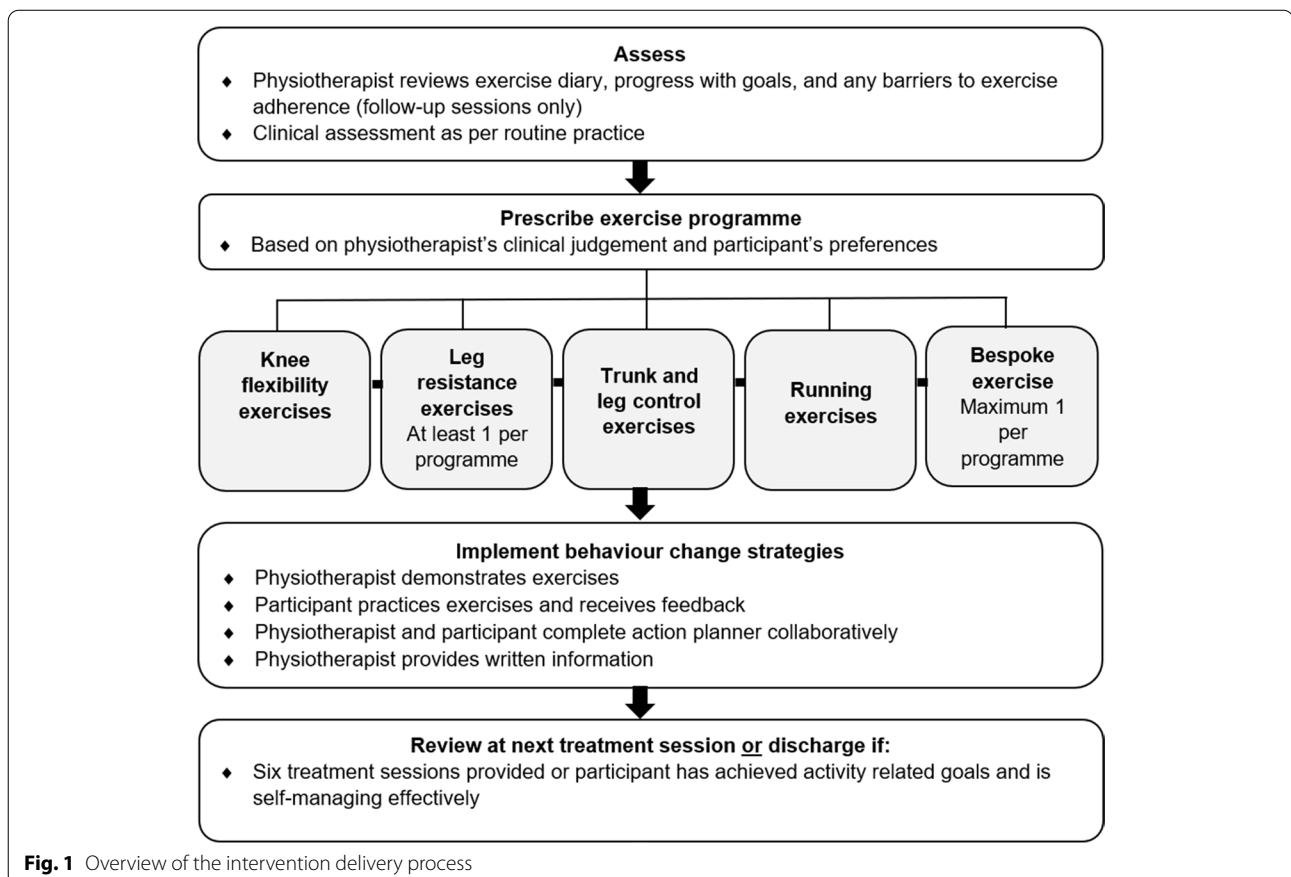 Assess
♦ Physiotherapist reviews exercise diary, progress with goals, and any barriers to exercise
adherence (follow-up sessions only)
♦ Clinical assessment as per routine practice
Prescribe exercise programme
♦ Based on physiotherapist's clinical judgement and participant's preferences
Knee
flexibility
exercises
Leg
resistance
exercises
At least 1 per
programme
Trunk and
leg control
exercises
Running
exercises
Bespoke
exercise
Maximum 1
per
programme
Implement behaviour change strategies
♦ Physiotherapist demonstrates exercises
♦ Participant practices exercises and receives feedback
♦ Physiotherapist and participant complete action planner collaboratively
♦ Physiotherapist provides written information
Review at next treatment session or discharge if:
♦ Six treatment sessions provided or participant has achieved activity related goals and is
self-managing effectively
Fig. 1 Overview of the intervention delivery process